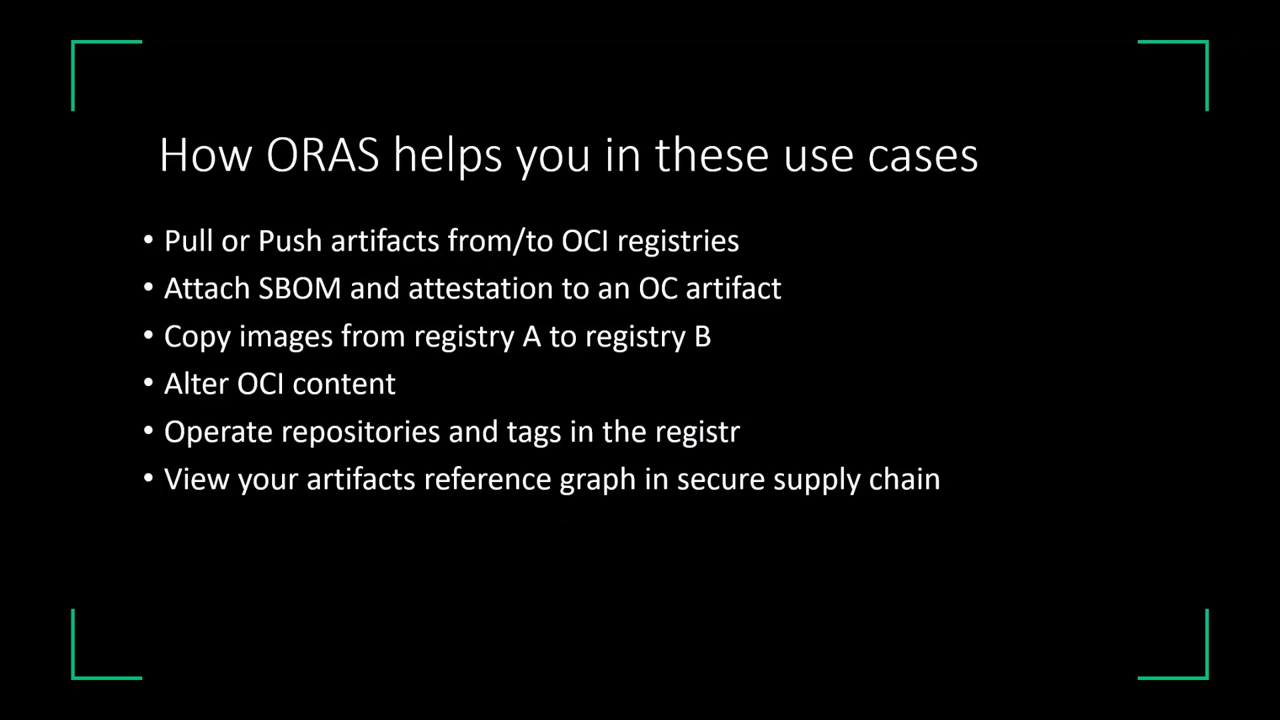 How ORAS helps you in these use cases
• Pull or Push artifacts from/to OCI registries
• Attach SBOM and attestation to an OC artifact
• Copy images from registry A to registry B
• Alter OCI content
• Operate repositories and tags in the registr
• View your artifacts reference graph in secure supply chain